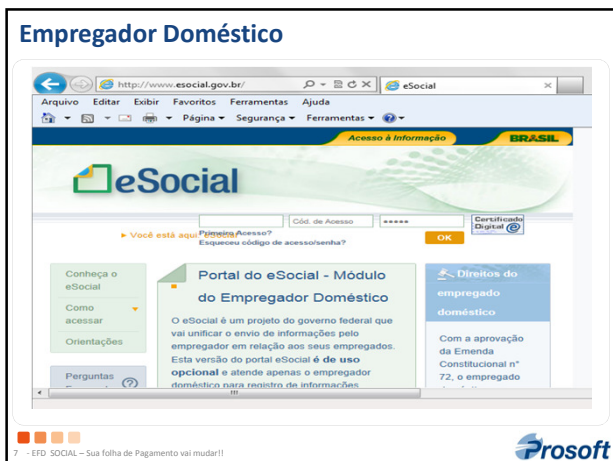 Empregador Doméstico
http://www.esocial.gov.br/
eSocial
Arquivo Editar Exibir Favoritos Ferramentas Ajuda
Página Segurança Ferramentas
Acesso à Informação
BRASIL
eSocial
Cód. de Acesso
•••••
Certificado
Digital
Você está aqui:
Primeiro Acesso?
Esqueceu código de acesso/senha?
OK
Conheça o
eSocial
Como
acessar
Orientações
Perguntas
Portal do eSocial - Módulo
do Empregador Doméstico
O eSocial é um projeto do governo federal que
vai unificar o envio de informações pelo
empregador em relação aos seus empregados.
Esta versão do portal eSocial é de uso
opcional e atende apenas o empregador
doméstico para registro de informações
Direitos do
empregado
doméstico
Com a aprovação
da Emenda
Constitucional n°
72, o empregado
7 - EFD SOCIAL – Sua folha de Pagamento vai mudar!!
Prosoft